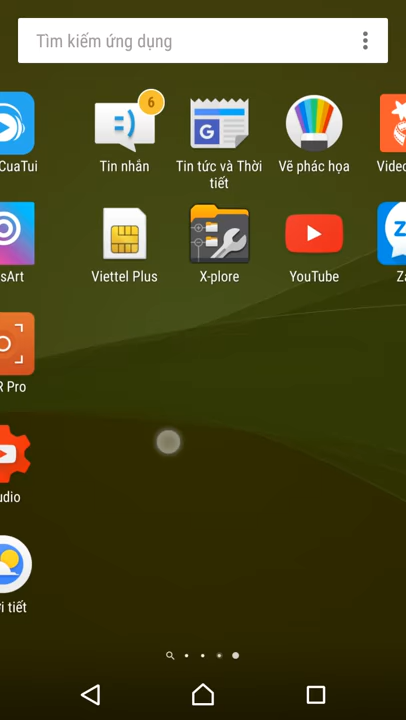 Tìm kiếm ứng dụng
6
CuaTui
Tin nhắn
Tin tức và Thời
tiết
Vẽ phác họa
Video
G
sArt
Viettel Plus
X-plore
YouTube
Za
R Pro
udio
i tiết